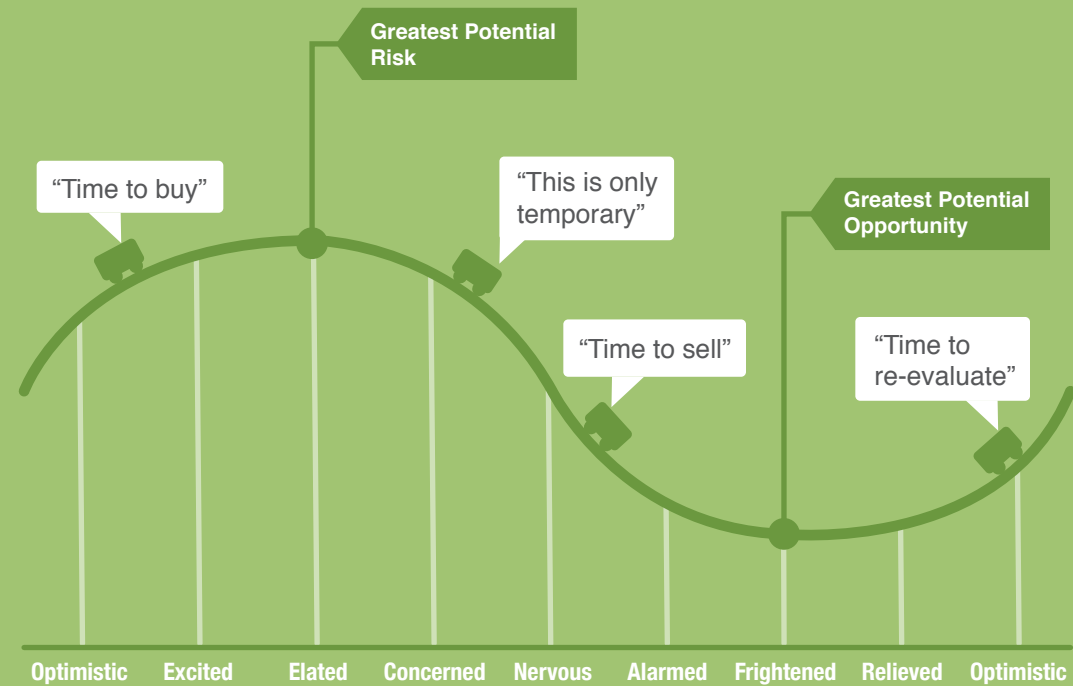 Greatest Potential
Risk
“Time to buy”
“This is only
temporary”
Greatest Potential
Opportunity
“Time to sell”
“Time to
re-evaluate”
Optimistic Excited Elated Concerned Nervous Alarmed Frightened Relieved Optimistic